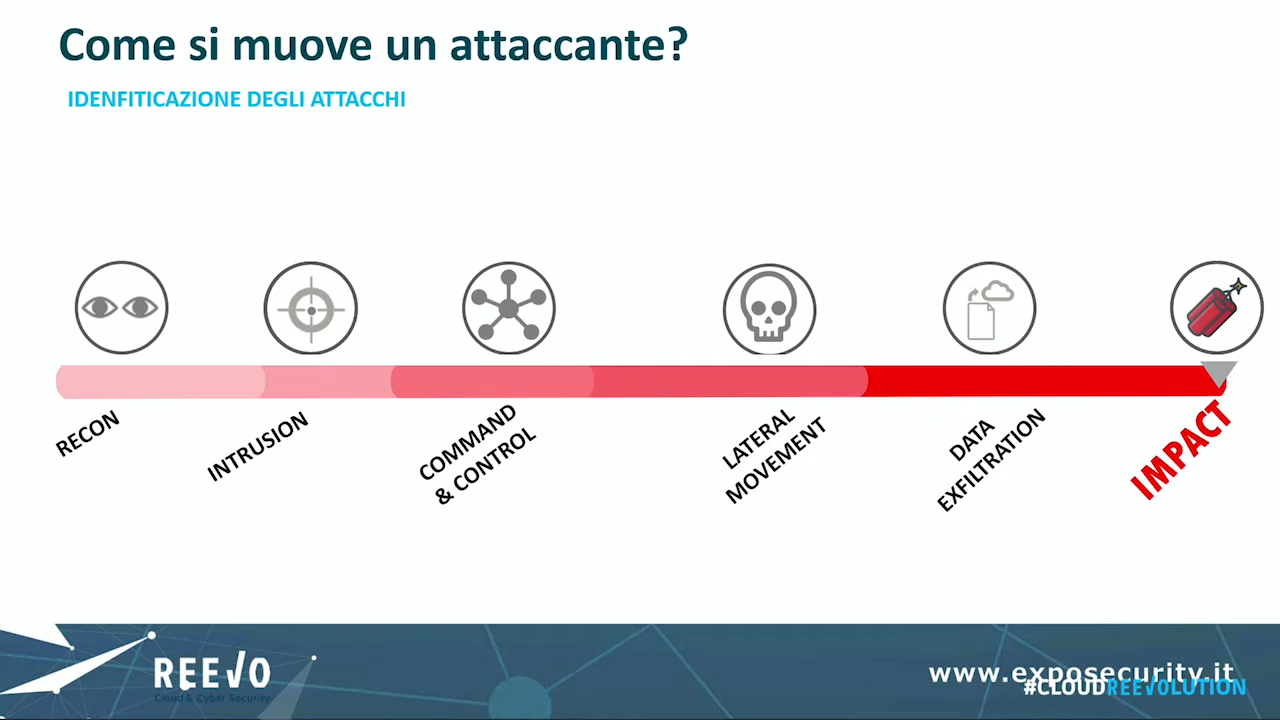 Come si muove un attaccante?
IDENFITICAZIONE DEGLI ATTACCHI
RECON
INTRUSION
COMMAND
& CONTROL
LATERAL
MOVEMENT
DATA
EXFILTRATION
IMPACT
REEVO
Cloud & Cyber Security
www.exposecurity.it
#CLOUDREEVOLUTION